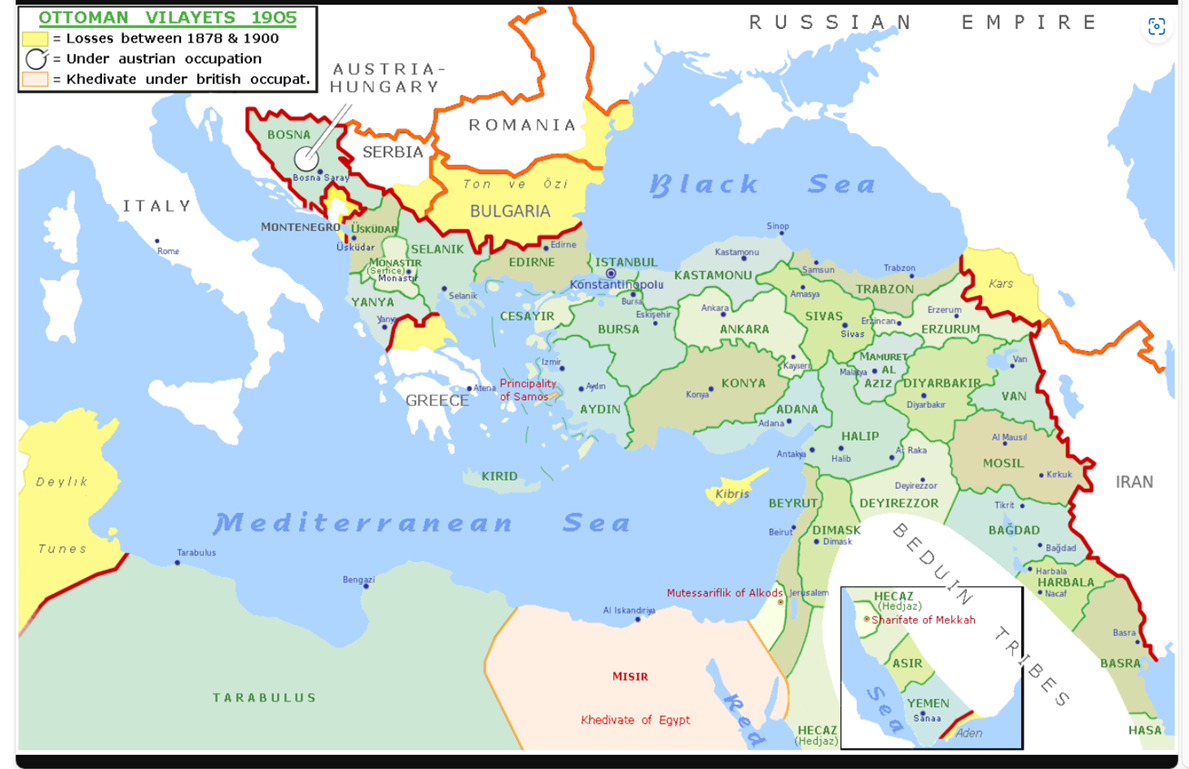 OTTOMAN VILAYETS 1905
= Losses between 1878 & 1900
= Under austrian occupation
= Khedivate under british occupat.
RUSSIAN EMPIRE
AUSTRIA-
HUNGARY
ROMANIA
BOSNA
SERBIA
Bosna Saray
Ton ve Özi
BULGARIA
Black Sea
ITALY
Rome
MONTENEGRO
ÜSKÜDAR
Üsküdar
SELANIK
Edirne
EDIRNE
ISTANBUL
Konstantinopolu
Sinop
Kastamonu
KASTAMONU
Samsun
Trabzon
TRABZON
Kars
MONASTIR
(Serfice)
Monastir
Selanik
YANYA
Yanya
CESAYIR
Bursa
Eskişehir
BURSA
Ankara
ANKARA
Amasya
SIVAS
Sivas
Erzincan
Erzerum
ERZURUM
Izmir
Principality
of Samos
Aydın
AYDIN
Konya
KONYA
Kayseri
MAMURET
AL
AZIZ
Malatya
DIYARBAKIR
Diyarbakır
Van
VAN
Atena
GREECE
ADANA
Adana
Antakya
HALIP
Halib
Ar Raka
Al Mausil
MOSIL
Kırkuk
IRAN
KIRID
Kibris
Deyirezzor
DEYIREZZOR
Deylik
Tunes
Mediterranean Sea
BEYRUT
Beirut
DIMASK
Dimask
Tikrit
BAĞDAD
Bağdad
BEDUIN TRIBES
Harbala
HARBALA
Nacaf
Tarabulus
Bengazi
Al Iskandriya
Mutessariflik of Alkods
Jerusalem
HECAZ
(Hedjaz)
Sharifate of Mekkah
ASIR
YEMEN
Sanaa
Aden
Sea
Basra
BASRA
HASA
TARABULUS
MISIR
Khedivate of Egypt
Red
HECAZ
(Hedjaz)